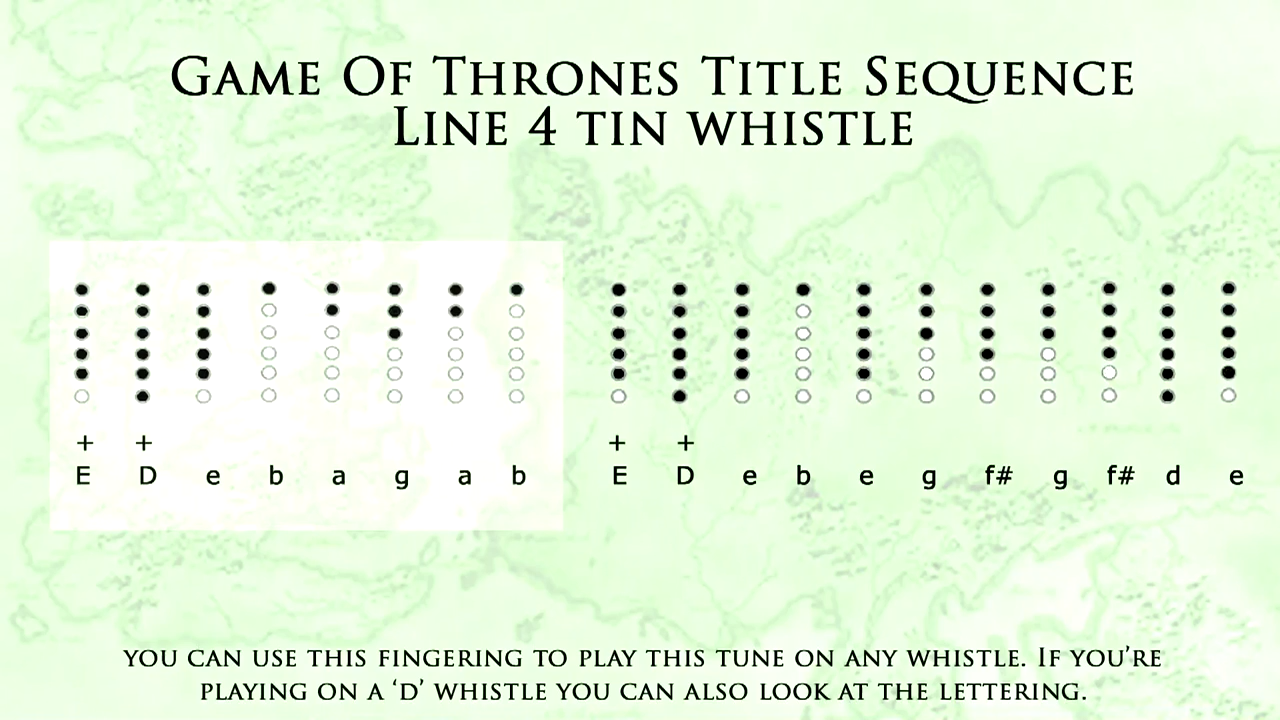 GAME OF THRONES TITLE SEQUENCE
LINE 4 TIN WHISTLE
+ + + +
E D e b a g a b E D e b e g f# g f# d e
YOU CAN USE THIS FINGERING TO PLAY THIS TUNE ON ANY WHISTLE. IF YOU'RE
PLAYING ON A 'D' WHISTLE YOU CAN ALSO LOOK AT THE LETTERING.